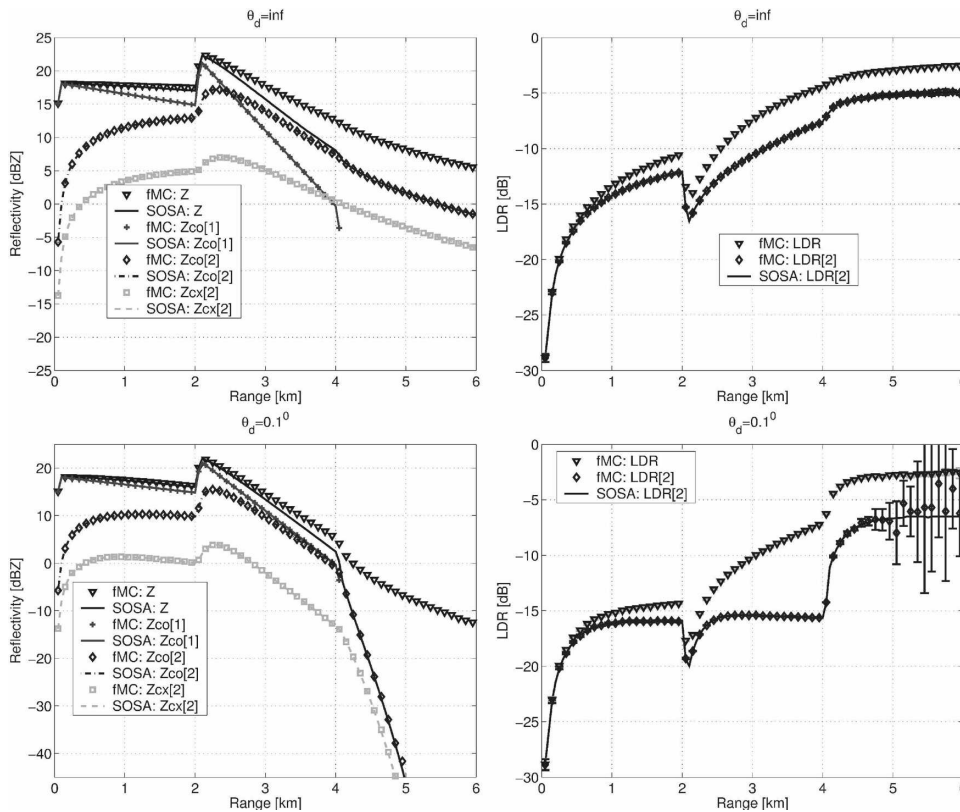 θd=inf
25
20
15
10
5
0
−5
−10
−15
−20
−25
Reflectivity [dBZ]
fMC: Z
SOSA: Z
fMC: Zco[1]
SOSA: Zco[1]
fMC: Zco[2]
SOSA: Zco[2]
fMC: Zcx[2]
SOSA: Zcx[2]
0 1 2 3 4 5 6
Range [km]
θd=inf
0
−5
−10
−15
−20
−25
−30
LDR [dB]
fMC: LDR
fMC: LDR[2]
SOSA: LDR[2]
0 1 2 3 4 5 6
Range [km]
θd=0.1⁰
20
10
0
−10
−20
−30
−40
Reflectivity [dBZ]
fMC: Z
SOSA: Z
fMC: Zco[1]
SOSA: Zco[1]
fMC: Zco[2]
SOSA: Zco[2]
fMC: Zcx[2]
SOSA: Zcx[2]
0 1 2 3 4 5 6
Range [km]
θd=0.1⁰
0
−5
−10
−15
−20
−25
−30
LDR [dB]
fMC: LDR
fMC: LDR[2]
SOSA: LDR[2]
0 1 2 3 4 5 6
Range [km]